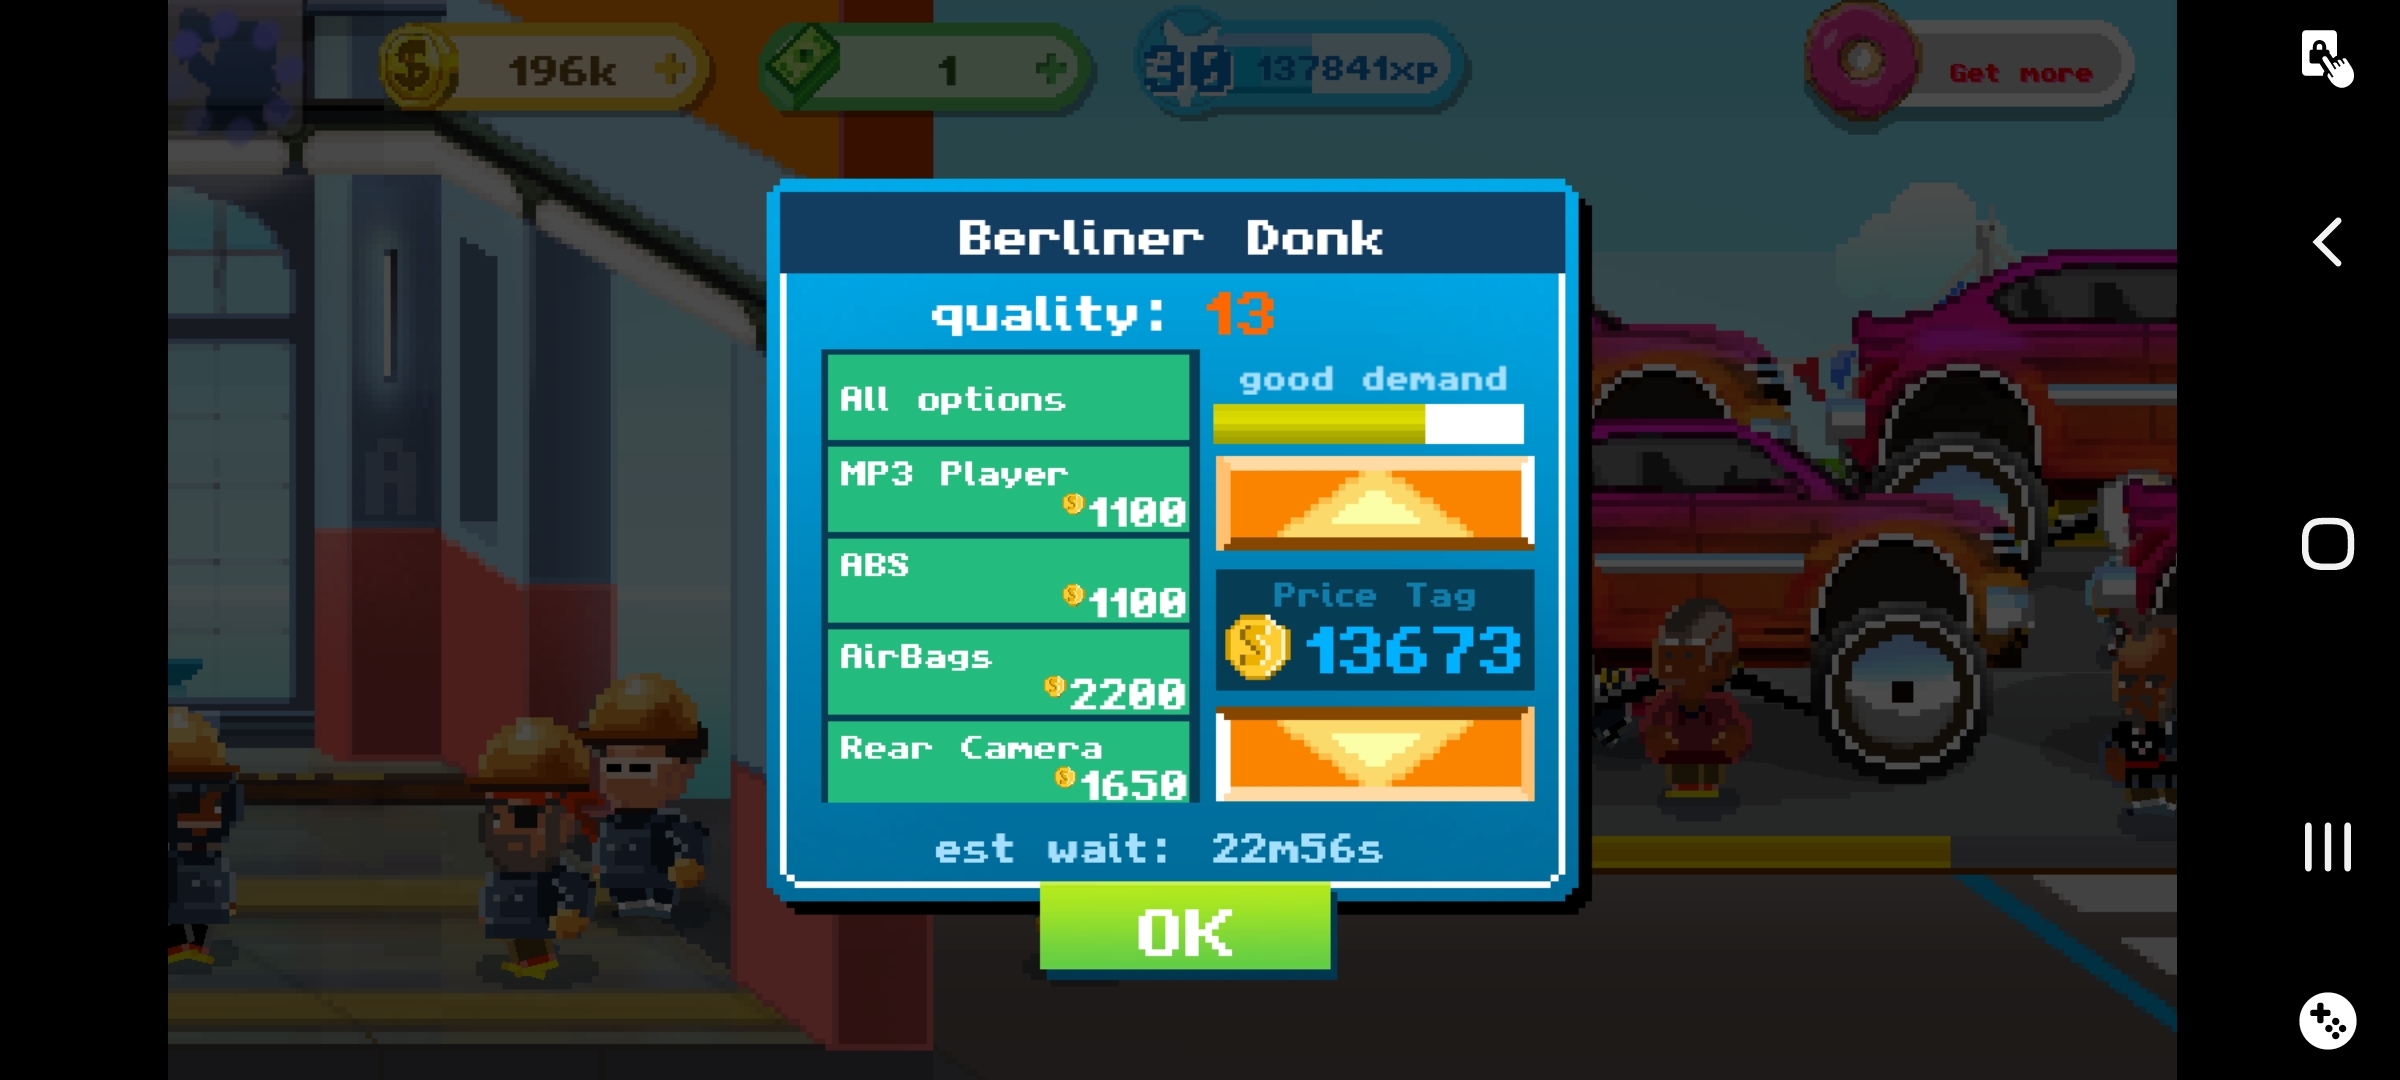 196k
1
30
137841xp
Get more
Berliner Donk
quality: 13
All options
MP3 Player
1100
ABS
1100
AirBags
2200
Rear Camera
1650
good demand
Price Tag
13673
est wait: 22m56s
OK
A